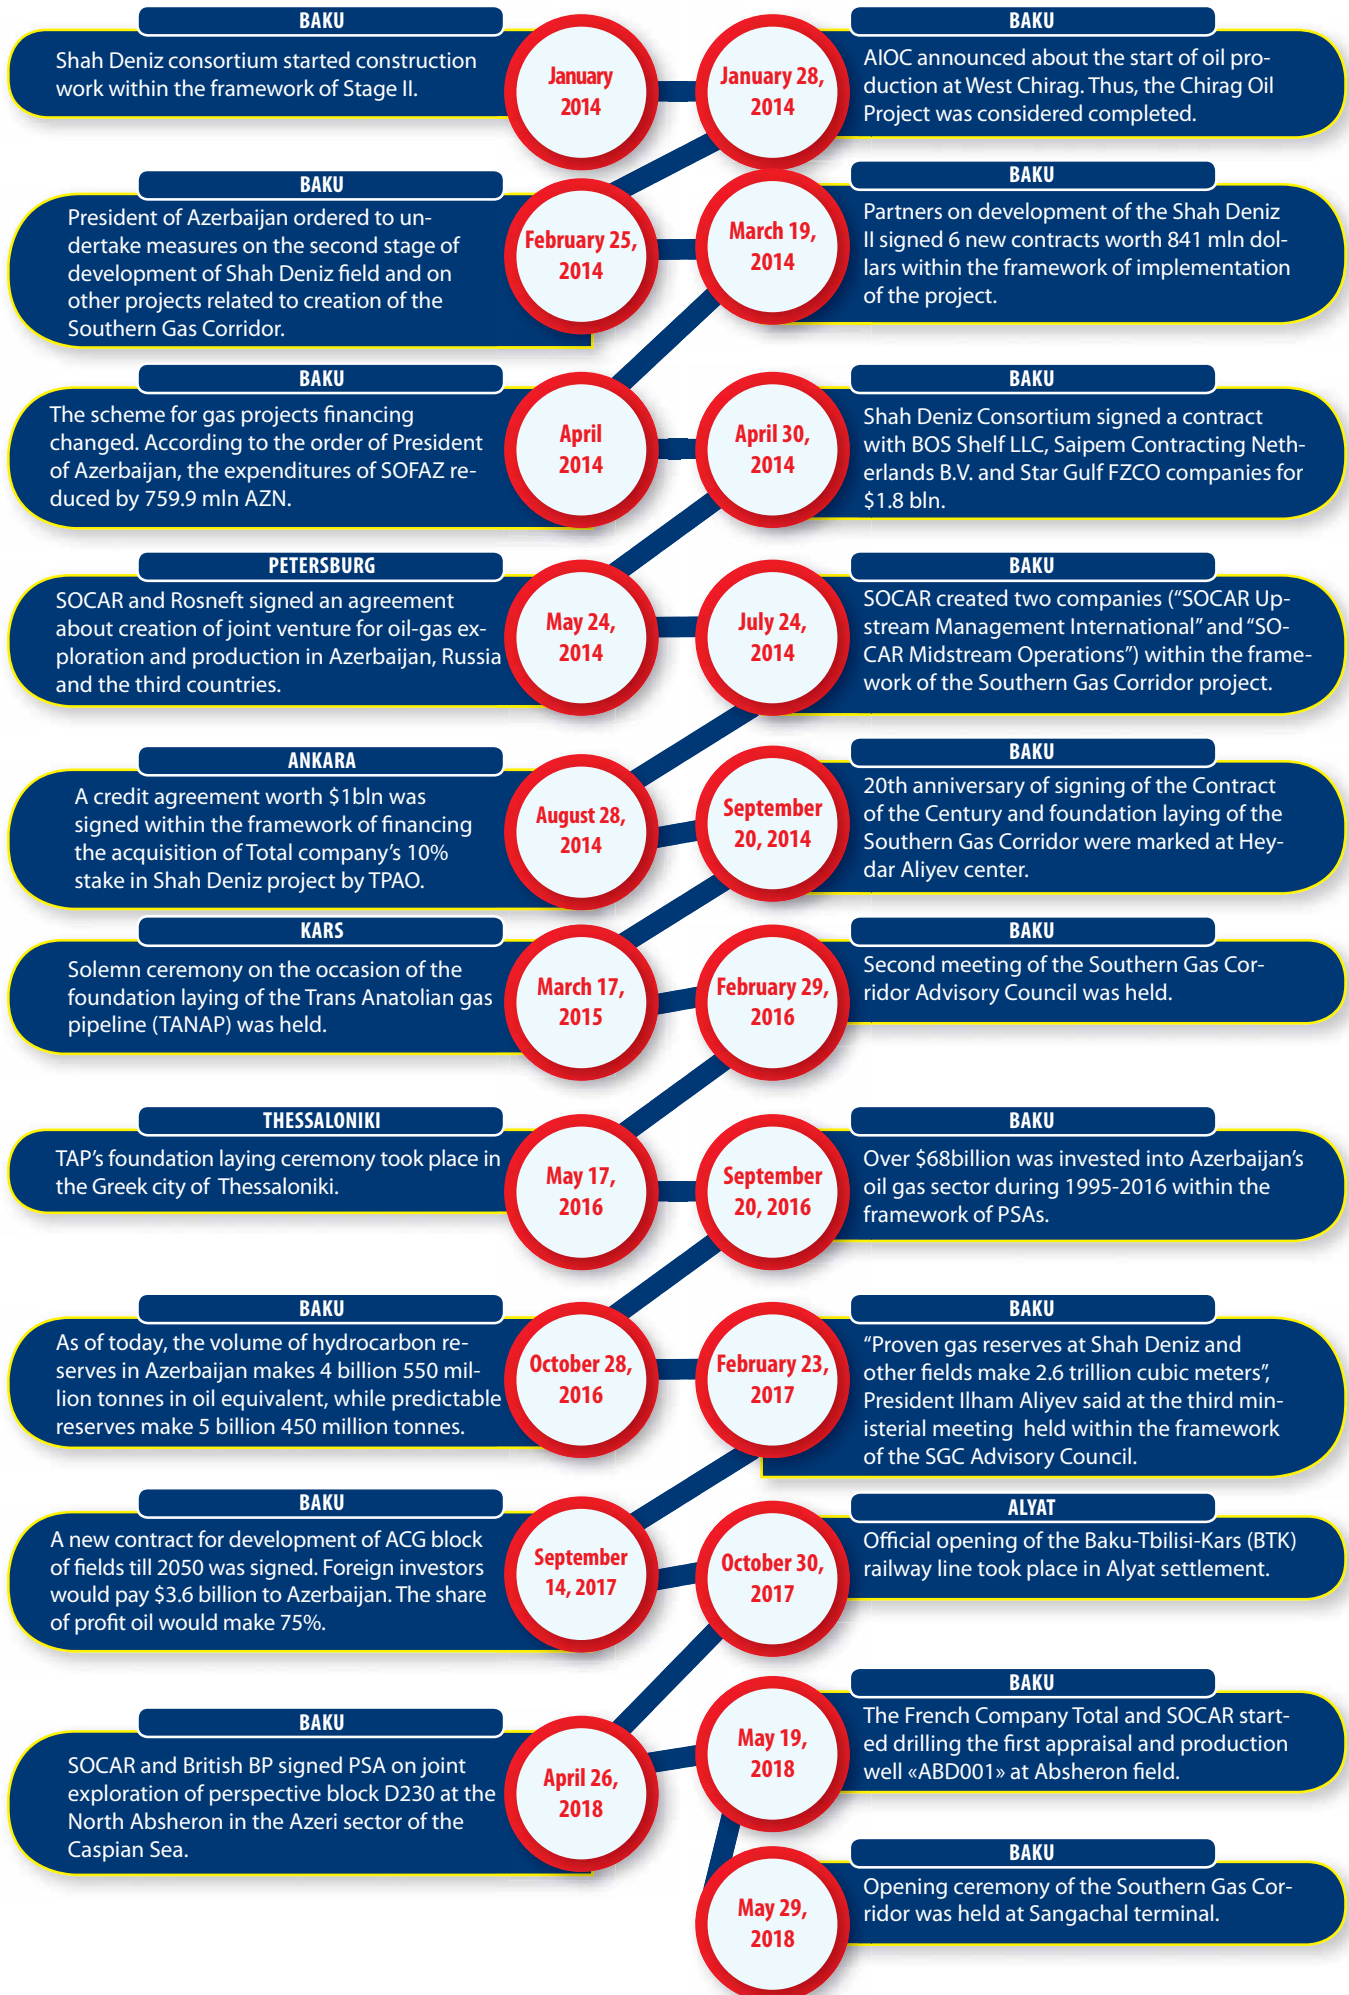 BAKU
Shah Deniz consortium started construction
work within the framework of Stage II.
January
2014
BAKU
AIOC announced about the start of oil pro-
duction at West Chirag. Thus, the Chirag Oil
Project was considered completed.
January 28,
2014
BAKU
President of Azerbaijan ordered to un-
dertake measures on the second stage of
development of Shah Deniz field and on
other projects related to creation of the
Southern Gas Corridor.
February 25,
2014
BAKU
Partners on development of the Shah Deniz
II signed 6 new contracts worth 841 mln dol-
lars within the framework of implementation
of the project.
March 19,
2014
BAKU
The scheme for gas projects financing
changed. According to the order of President
of Azerbaijan, the expenditures of SOFAZ re-
duced by 759.9 mln AZN.
April
2014
BAKU
Shah Deniz Consortium signed a contract
with BOS Shelf LLC, Saipem Contracting Neth-
erlands B.V. and Star Gulf FZCO companies for
$1.8 bln.
April 30,
2014
PETERSBURG
SOCAR and Rosneft signed an agreement
about creation of joint venture for oil-gas ex-
ploration and production in Azerbaijan, Russia
and the third countries.
May 24,
2014
BAKU
SOCAR created two companies (“SOCAR Up-
stream Management International” and “SO-
CAR Midstream Operations”) within the frame-
work of the Southern Gas Corridor project.
July 24,
2014
ANKARA
A credit agreement worth $1bln was
signed within the framework of financing
the acquisition of Total company’s 10%
stake in Shah Deniz project by TPAO.
August 28,
2014
BAKU
20th anniversary of signing of the Contract
of the Century and foundation laying of the
Southern Gas Corridor were marked at Hey-
dar Aliyev center.
September
20, 2014
KARS
Solemn ceremony on the occasion of the
foundation laying of the Trans Anatolian gas
pipeline (TANAP) was held.
March 17,
2015
BAKU
Second meeting of the Southern Gas Cor-
ridor Advisory Council was held.
February 29,
2016
THESSALONIKI
TAP’s foundation laying ceremony took place in
the Greek city of Thessaloniki.
May 17,
2016
BAKU
Over $68billion was invested into Azerbaijan’s
oil gas sector during 1995-2016 within the
framework of PSAs.
September
20, 2016
BAKU
As of today, the volume of hydrocarbon re-
serves in Azerbaijan makes 4 billion 550 mil-
lion tonnes in oil equivalent, while predictable
reserves make 5 billion 450 million tonnes.
October 28,
2016
BAKU
“Proven gas reserves at Shah Deniz and
other fields make 2.6 trillion cubic meters”,
President Ilham Aliyev said at the third min-
isterial meeting held within the framework
of the SGC Advisory Council.
February 23,
2017
BAKU
A new contract for development of ACG block
of fields till 2050 was signed. Foreign investors
would pay $3.6 billion to Azerbaijan. The share
of profit oil would make 75%.
September
14, 2017
ALYAT
Official opening of the Baku-Tbilisi-Kars (BTK)
railway line took place in Alyat settlement.
October 30,
2017
BAKU
SOCAR and British BP signed PSA on joint
exploration of perspective block D230 at the
North Absheron in the Azeri sector of the
Caspian Sea.
April 26,
2018
BAKU
The French Company Total and SOCAR start-
ed drilling the first appraisal and production
well «ABD001» at Absheron field.
May 19,
2018
BAKU
Opening ceremony of the Southern Gas Cor-
ridor was held at Sangachal terminal.
May 29,
2018